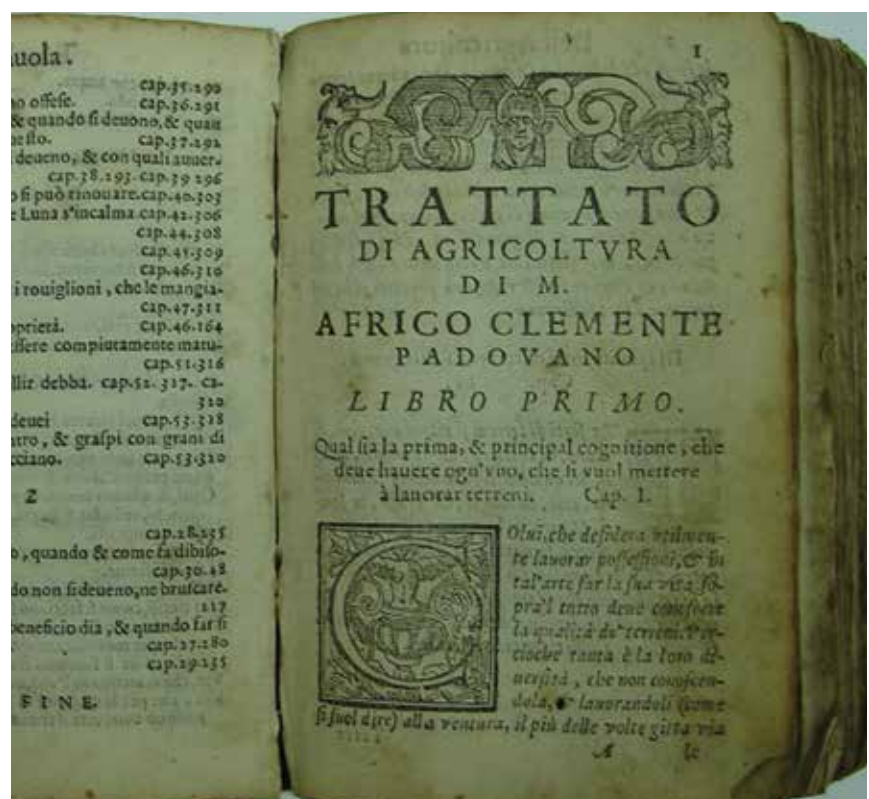 uola.
cap.35.290
no offese. cap.36.291
& quando si deuono, & quali
nesto. cap.37.292
deueno, & con quali auuer-
cap.38.293. cap.39 296
o si può rinouare. cap.40.303
e Luna s'incalma. cap.42.306
cap.44.308
cap.45.309
cap.46.310
i rouiglioni, che le mangia-
cap.47.311
oprietà. cap.46.164
essere compiutamente matu-
cap.51.316
llir debba. cap.52. 317. ca-
320
deuei cap.53.318
ntro, & graspi con grani di
cciano. cap.53.320
Z
cap.28.235
o, quando & come fa dibiso-
cap.30.48
do non si deueno, ne bruscare.
217
beneficio dia, & quando far si
cap.27.280
cap.29.235
FINE.
1
TRATTATO
DI AGRICOLTVRA
DI M.
AFRICO CLEMENTE
PADOVANO
LIBRO PRIMO.
Qual sia la prima, & principal cognitione, che
deue hauere ogn'vno, che si vuol mettere
à lauorar terreni. Cap. I.
COlui, che desidera vtilmen-
te lauorar possessioni, & in
tal'arte far la sua vita so-
pra'l tutto deue conoscere
la qualità de' terreni. Per-
cioche tanta è la loro di-
uersità, che non conoscen-
dola, & lauorandoli (come
si suol dire) alla ventura, il più delle volte gitta via
A le